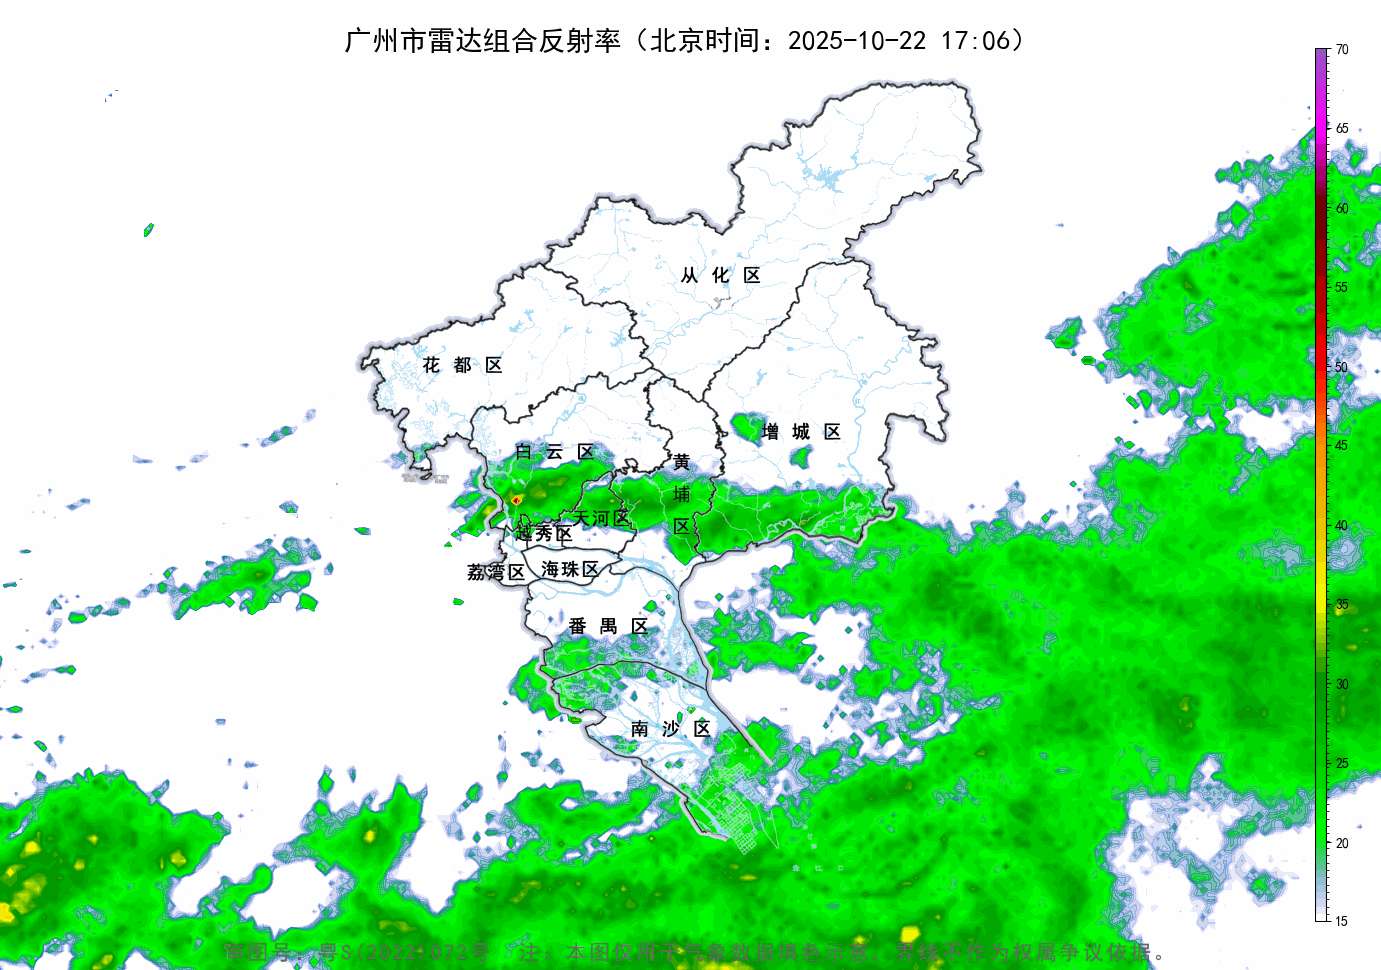 广州市雷达组合反射率（北京时间：2025-10-22 17:06）
70
65
60
55
50
45
40
35
30
25
20
15
从化区
花都区
增城区
白云区
黄埔区
天河区
越秀区
荔湾区
海珠区
番禺区
南沙区
审图号：粤S(2022)072号 注：本图仅用于气象数据填色示意，界线不作为权属争议依据。